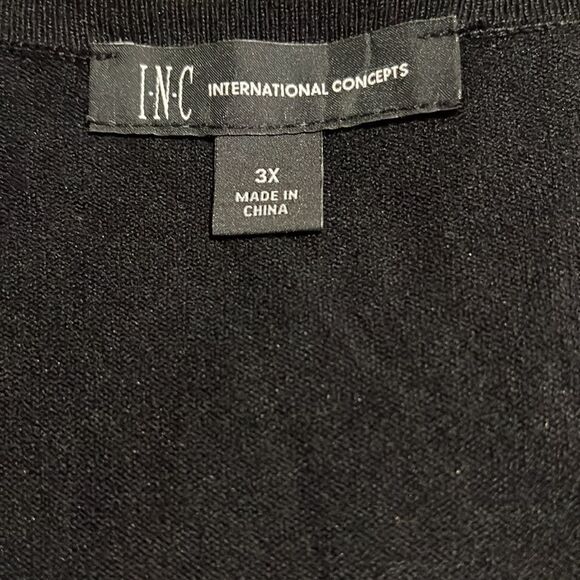 I·N·C INTERNATIONAL CONCEPTS
3X
MADE IN
CHINA